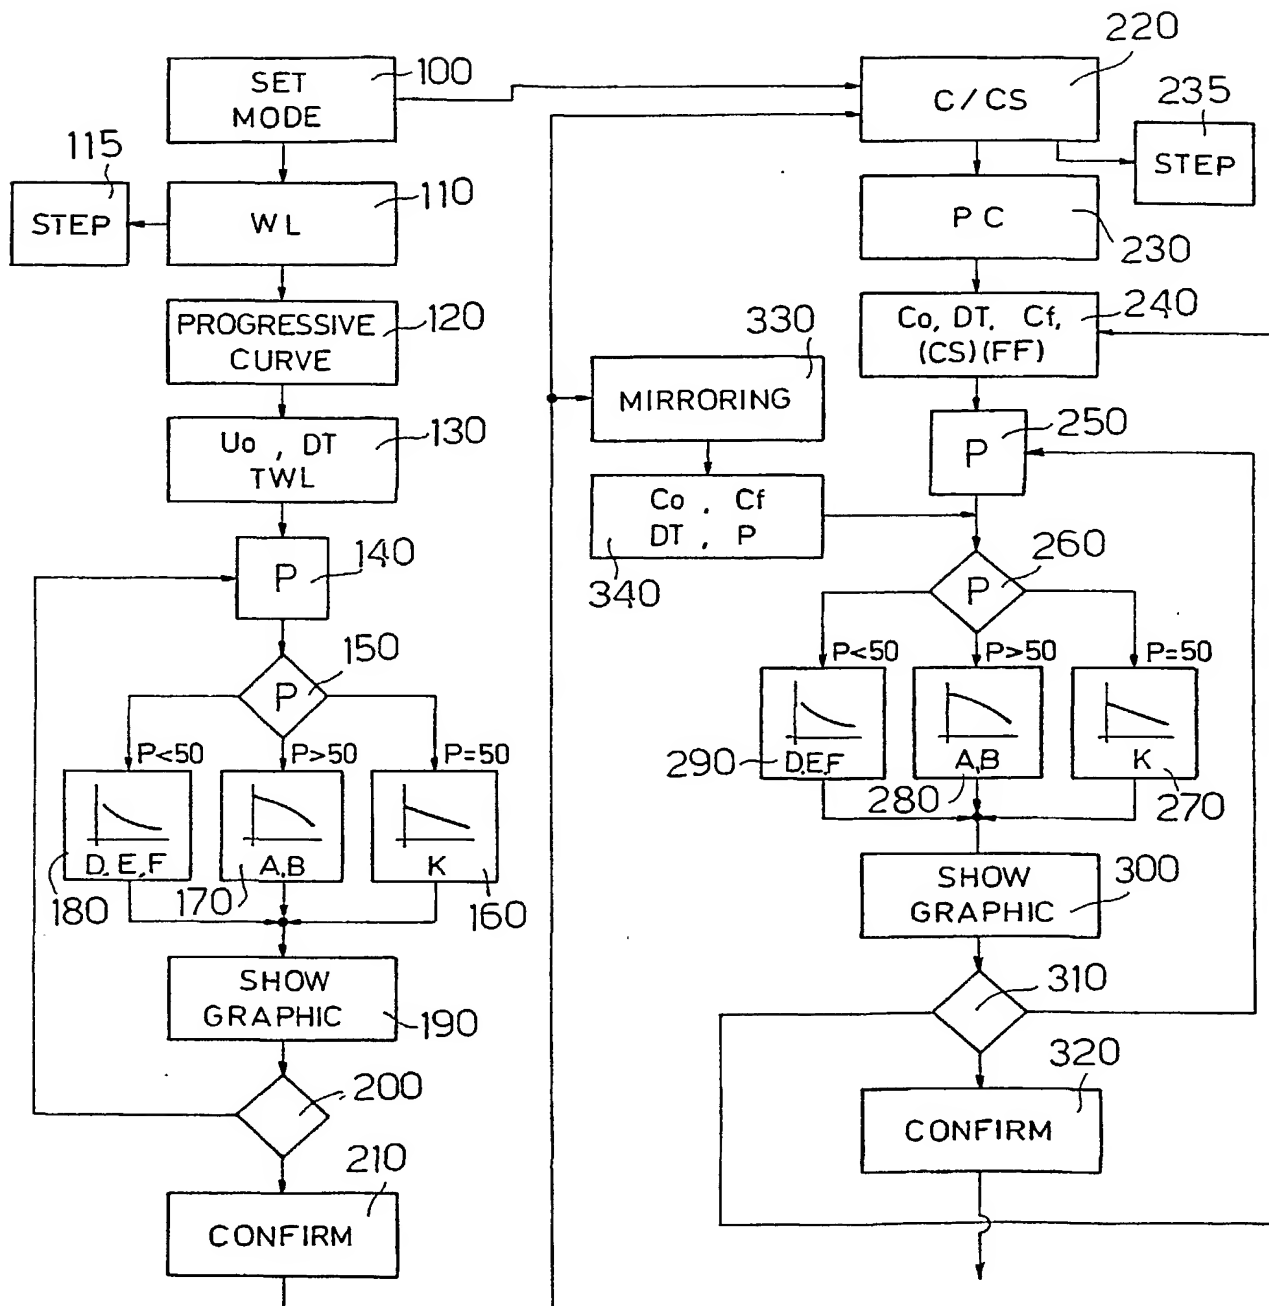 100
SET
MODE
115
STEP
110
WL
120
PROGRESSIVE
CURVE
130
Uo , DT
TWL
140
P
150
P
P<50
P>50
P=50
D,E,F
A,B
K
180
170
160
SHOW
GRAPHIC
190
200
210
CONFIRM
220
C/CS
235
STEP
PC
230
240
Co, DT, Cf,
(CS)(FF)
330
MIRRORING
250
P
Co , Cf
DT , P
340
260
P
P<50
P>50
P=50
290
D,E,F
A,B
280
K
270
SHOW
GRAPHIC
300
310
320
CONFIRM